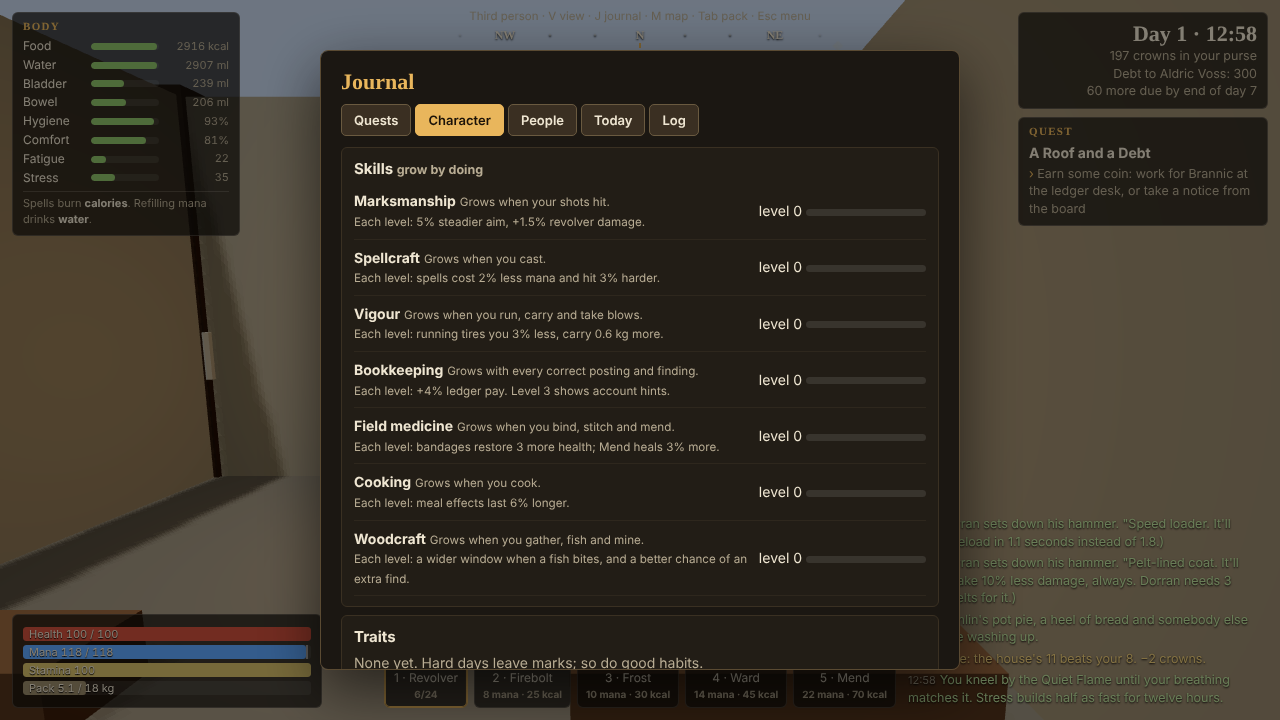 BODY
Food 2916 kcal
Water 2907 ml
Bladder 239 ml
Bowel 206 ml
Hygiene 93%
Comfort 81%
Fatigue 22
Stress 35
Spells burn calories. Refilling mana
drinks water.
Third person · V view · J journal · M map · Tab pack · Esc menu
NW N NE
Day 1 · 12:58
197 crowns in your purse
Debt to Aldric Voss: 300
60 more due by end of day 7
QUEST
A Roof and a Debt
› Earn some coin: work for Brannic at
the ledger desk, or take a notice from
the board
Journal
Quests Character People Today Log
Skills grow by doing
Marksmanship Grows when your shots hit.
Each level: 5% steadier aim, +1.5% revolver damage.
level 0
Spellcraft Grows when you cast.
Each level: spells cost 2% less mana and hit 3% harder.
level 0
Vigour Grows when you run, carry and take blows.
Each level: running tires you 3% less, carry 0.6 kg more.
level 0
Bookkeeping Grows with every correct posting and finding.
Each level: +4% ledger pay. Level 3 shows account hints.
level 0
Field medicine Grows when you bind, stitch and mend.
Each level: bandages restore 3 more health; Mend heals 3% more.
level 0
Cooking Grows when you cook.
Each level: meal effects last 6% longer.
level 0
Woodcraft Grows when you gather, fish and mine.
Each level: a wider window when a fish bites, and a better chance of an
extra find.
level 0
Traits
None yet. Hard days leave marks; so do good habits.
Health 100 / 100
Mana 118 / 118
Stamina 100
Pack 5.1 / 18 kg
1 · Revolver
6/24
2 · Firebolt
8 mana · 25 kcal
3 · Frost
10 mana · 30 kcal
4 · Ward
14 mana · 45 kcal
5 · Mend
22 mana · 70 kcal
sets down his hammer. "Speed loader. It'll
in 1.1 seconds instead of 1.8.)
sets down his hammer. "Pelt-lined coat. It'll
10% less damage, always. Dorran needs 3
for it.)
pot pie, a heel of bread and somebody else
washing up.
the house's 11 beats your 8. −2 crowns.
12:58 You kneel by the Quiet Flame until your breathing
matches it. Stress builds half as fast for twelve hours.